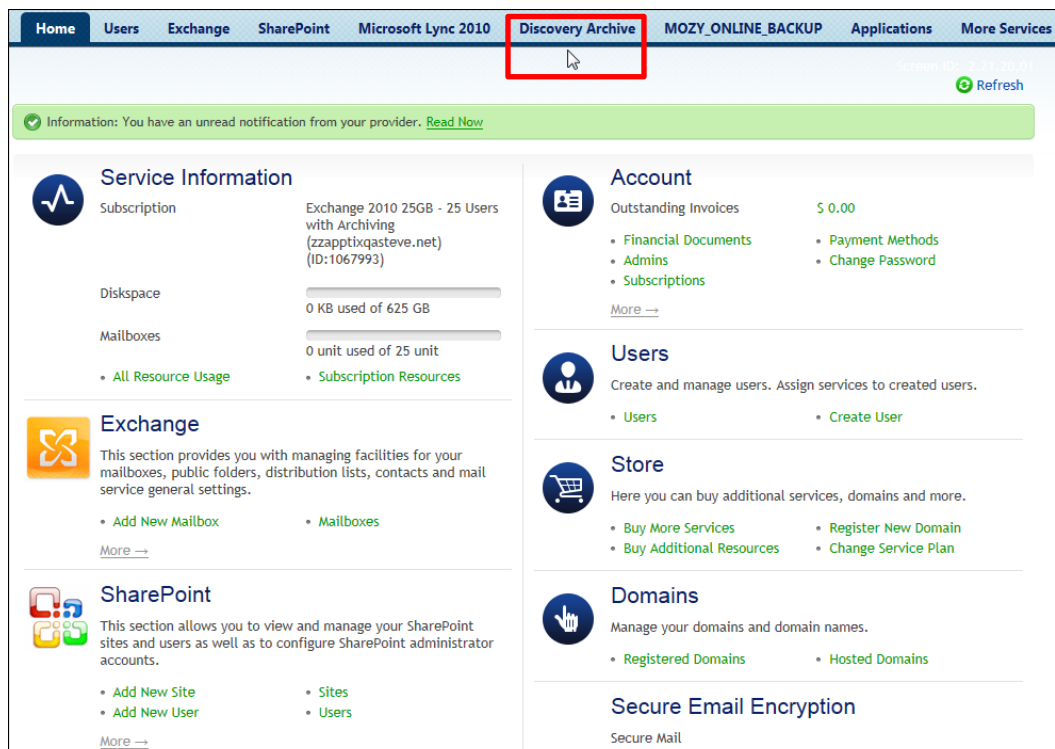 Home Users Exchange SharePoint Microsoft Lync 2010 Discovery Archive MOZY_ONLINE_BACKUP Applications More Services
Screen ID: 2.21.20.01
Refresh
Information: You have an unread notification from your provider. Read Now
Service Information
Subscription
Exchange 2010 25GB - 25 Users
with Archiving
(zzapptixqasteve.net)
(ID:1067993)
Diskspace
0 KB used of 625 GB
Mailboxes
0 unit used of 25 unit
• All Resource Usage • Subscription Resources
Exchange
This section provides you with managing facilities for your
mailboxes, public folders, distribution lists, contacts and mail
service general settings.
• Add New Mailbox • Mailboxes
More →
SharePoint
This section allows you to view and manage your SharePoint
sites and users as well as to configure SharePoint administrator
accounts.
• Add New Site • Sites
• Add New User • Users
More →
Account
Outstanding Invoices $ 0.00
• Financial Documents • Payment Methods
• Admins • Change Password
• Subscriptions
More →
Users
Create and manage users. Assign services to created users.
• Users • Create User
Store
Here you can buy additional services, domains and more.
• Buy More Services • Register New Domain
• Buy Additional Resources • Change Service Plan
Domains
Manage your domains and domain names.
• Registered Domains • Hosted Domains
Secure Email Encryption
Secure Mail